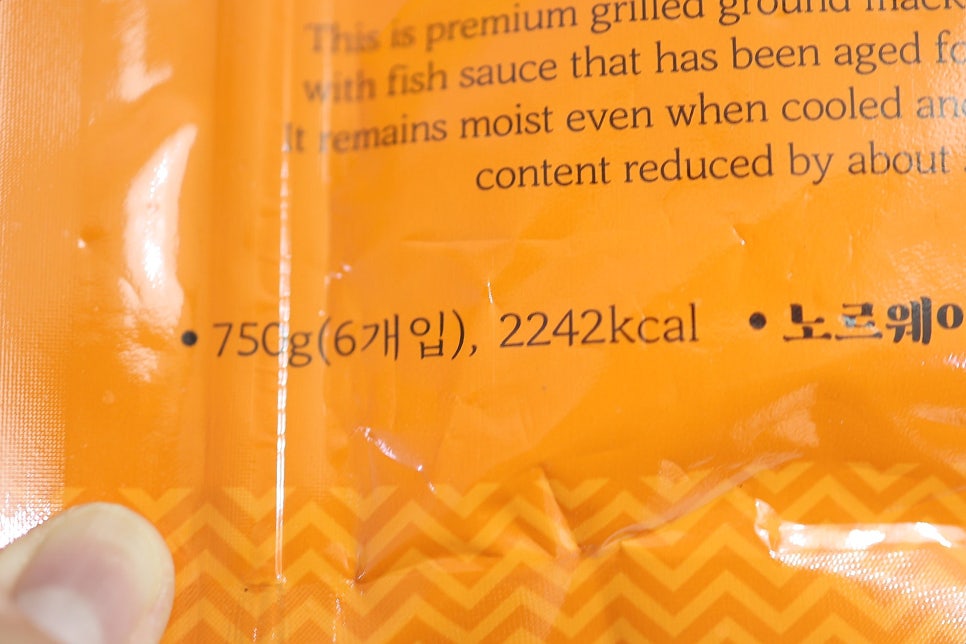 This is premium grilled ground
with fish sauce that has been aged
It remains moist even when cooled
content reduced by about
• 750g(6개입), 2242kcal • 노르웨이